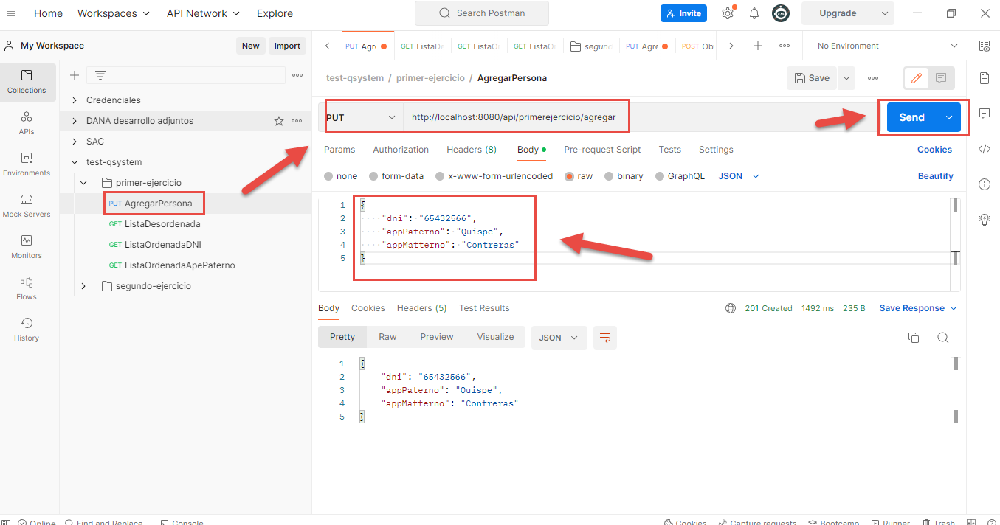 Home Workspaces API Network Explore Search Postman Invite Upgrade
My Workspace New Import PUT Agre GET ListaDe GET ListaOr GET ListaOr segund PUT Agre POST Ob No Environment
Collections
APIs
Environments
Mock Servers
Monitors
Flows
History
Credenciales
DANA desarrollo adjuntos
SAC
test-qsystem
primer-ejercicio
PUT AgregarPersona
GET ListaDesordenada
GET ListaOrdenadaDNI
GET ListaOrdenadaApePaterno
segundo-ejercicio
test-qsystem / primer-ejercicio / AgregarPersona Save
PUT http://localhost:8080/api/primerejercicio/agregar Send
Params Authorization Headers (8) Body Pre-request Script Tests Settings Cookies
none form-data x-www-form-urlencoded raw binary GraphQL JSON Beautify
1 {
2 "dni": "65432566",
3 "appPaterno": "Quispe",
4 "appMatterno": "Contreras"
5 }
Body Cookies Headers (5) Test Results 201 Created 1492 ms 235 B Save Response
Pretty Raw Preview Visualize JSON
1 {
2 "dni": "65432566",
3 "appPaterno": "Quispe",
4 "appMatterno": "Contreras"
5 }
Online Find and Replace Console Cookies Capture requests Bootcamp Runner Trash